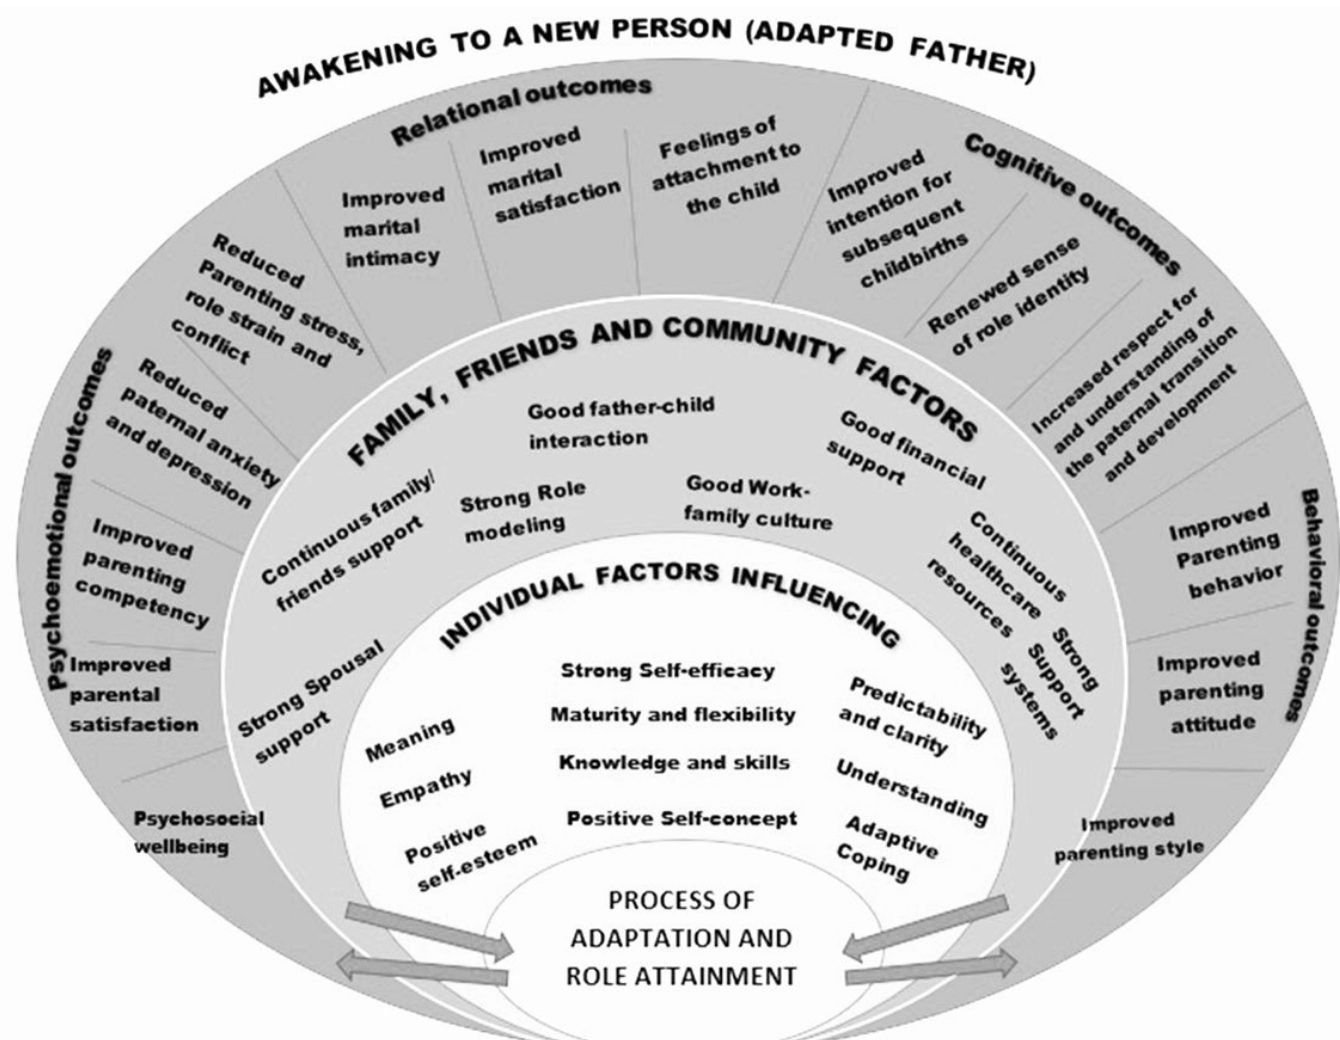 AWAKENING TO A NEW PERSON (ADAPTED FATHER)
Relational outcomes
Improved
marital
intimacy
Improved
marital
satisfaction
Feelings of
attachment to
the child
Cognitive outcomes
Improved
intention for
subsequent
childbirths
Renewed sense
of role identity
Increased respect for
and understanding of
the paternal transition
and development
Behavioral outcomes
Improved
Parenting
behavior
Improved
parenting
attitude
Improved
parenting style
Psychoemotional outcomes
Reduced
Parenting stress,
role strain and
conflict
Reduced
paternal anxiety
and depression
Improved
parenting
competency
Improved
parental
satisfaction
Psychosocial
wellbeing
FAMILY, FRIENDS AND COMMUNITY FACTORS
Good father-child
interaction
Good financial
support
Continuous family/
friends support
Strong Role
modeling
Good Work-
family culture
Continuous
healthcare
resources
Strong
Support
systems
Strong Spousal
support
INDIVIDUAL FACTORS INFLUENCING
Strong Self-efficacy
Maturity and flexibility
Knowledge and skills
Positive Self-concept
Meaning
Empathy
Positive
self-esteem
Predictability
and clarity
Understanding
Adaptive
Coping
PROCESS OF
ADAPTATION AND
ROLE ATTAINMENT